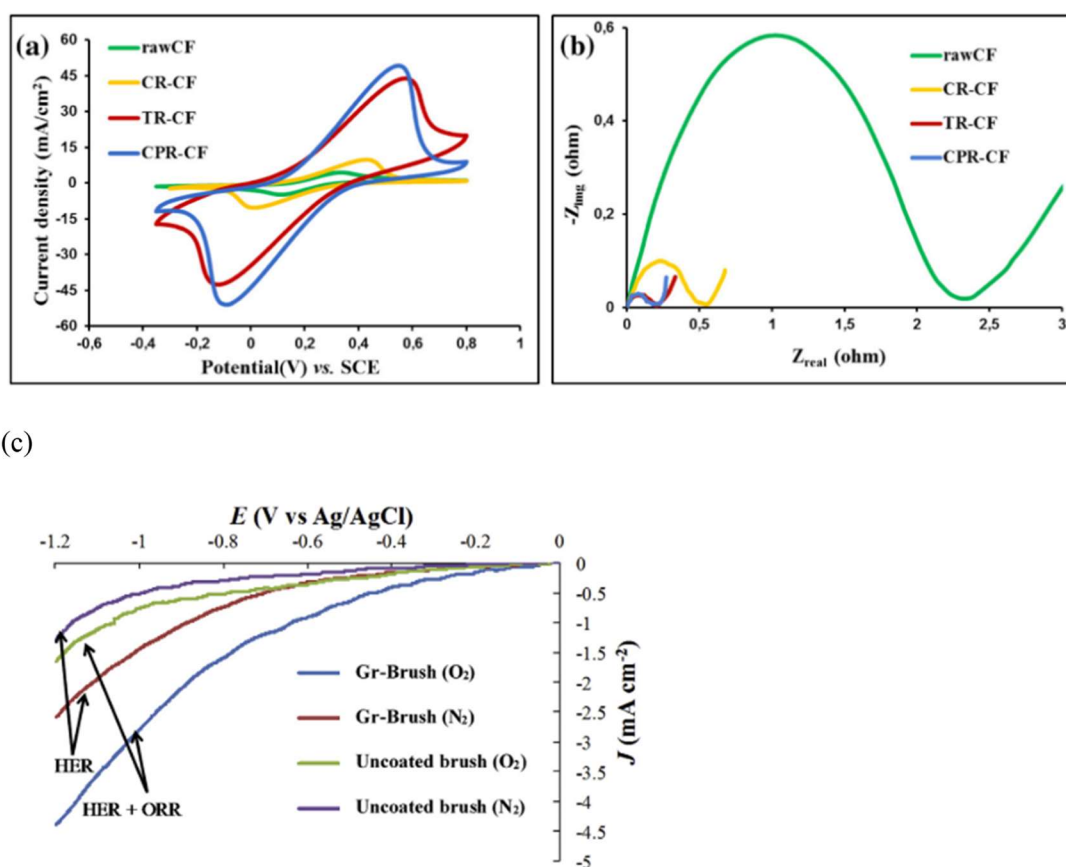 (a)
60
45
30
15
0
-15
-30
-45
-60
Current density (mA/cm²)
rawCF
CR-CF
TR-CF
CPR-CF
-0,6 -0,4 -0,2 0 0,2 0,4 0,6 0,8 1
Potential(V) vs. SCE
(b)
0,6
0,4
0,2
0
-Zimg (ohm)
rawCF
CR-CF
TR-CF
CPR-CF
0 0,5 1 1,5 2 2,5 3
Zreal (ohm)
(c)
E (V vs Ag/AgCl)
-1.2 -1 -0.8 -0.6 -0.4 -0.2 0
0
-0.5
-1
-1.5
-2
-2.5
-3
-3.5
-4
-4.5
-5
J (mA cm-2)
Gr-Brush (O₂)
Gr-Brush (N₂)
Uncoated brush (O₂)
Uncoated brush (N₂)
HER
HER + ORR